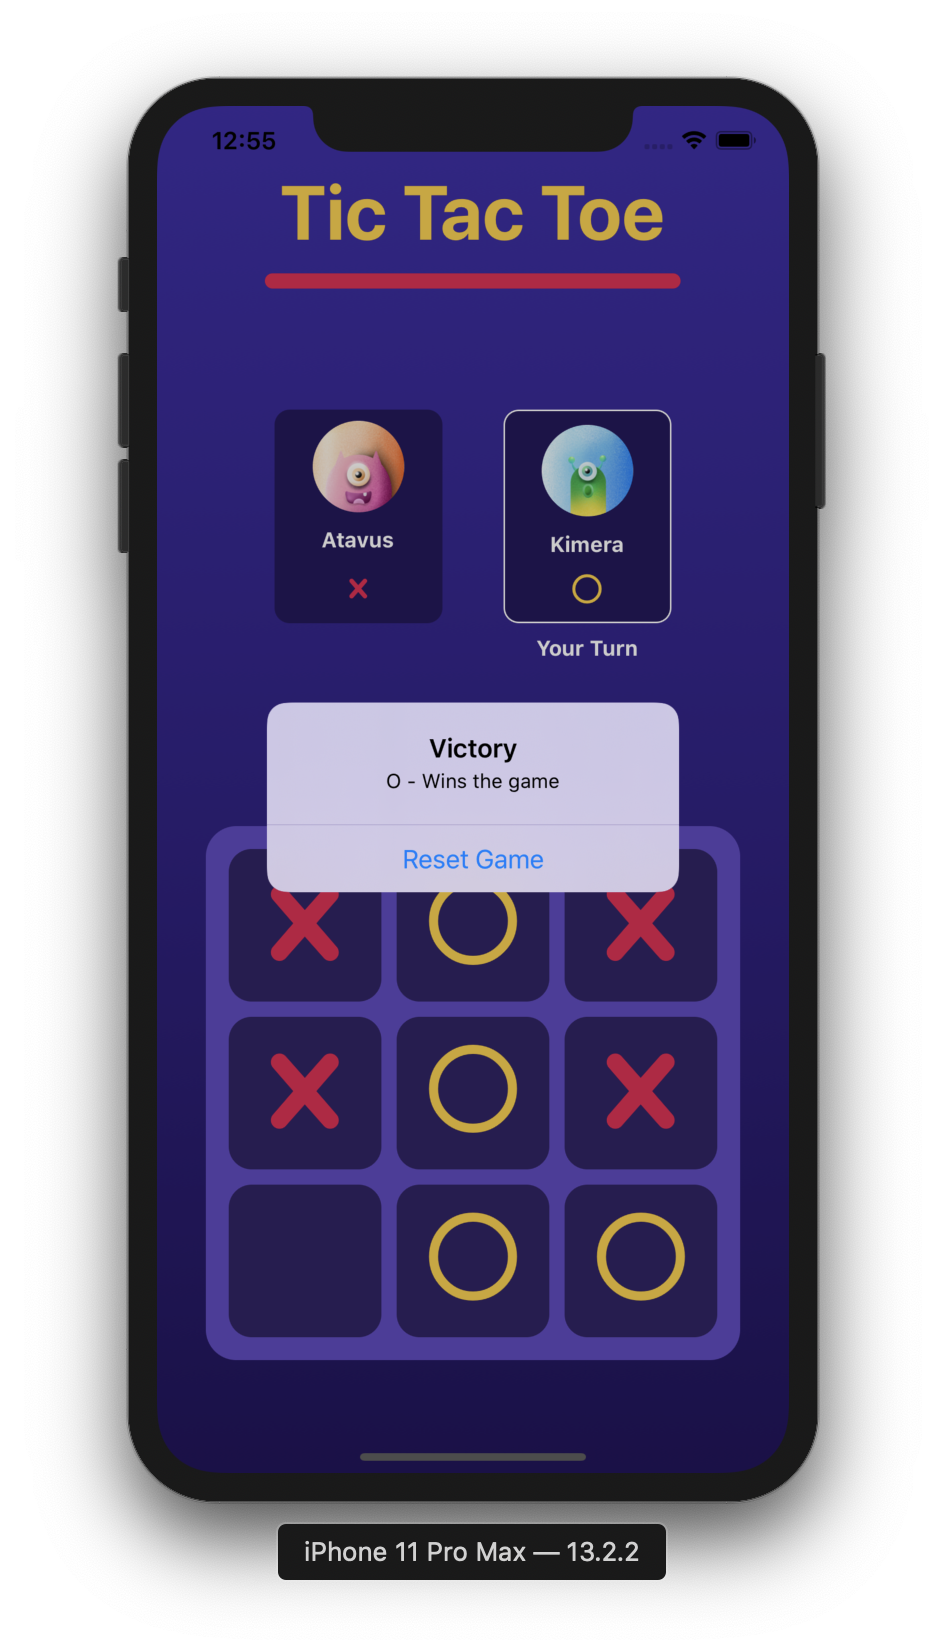 12:55
Tic Tac Toe
Atavus
Kimera
Your Turn
Victory
O - Wins the game
Reset Game
iPhone 11 Pro Max — 13.2.2